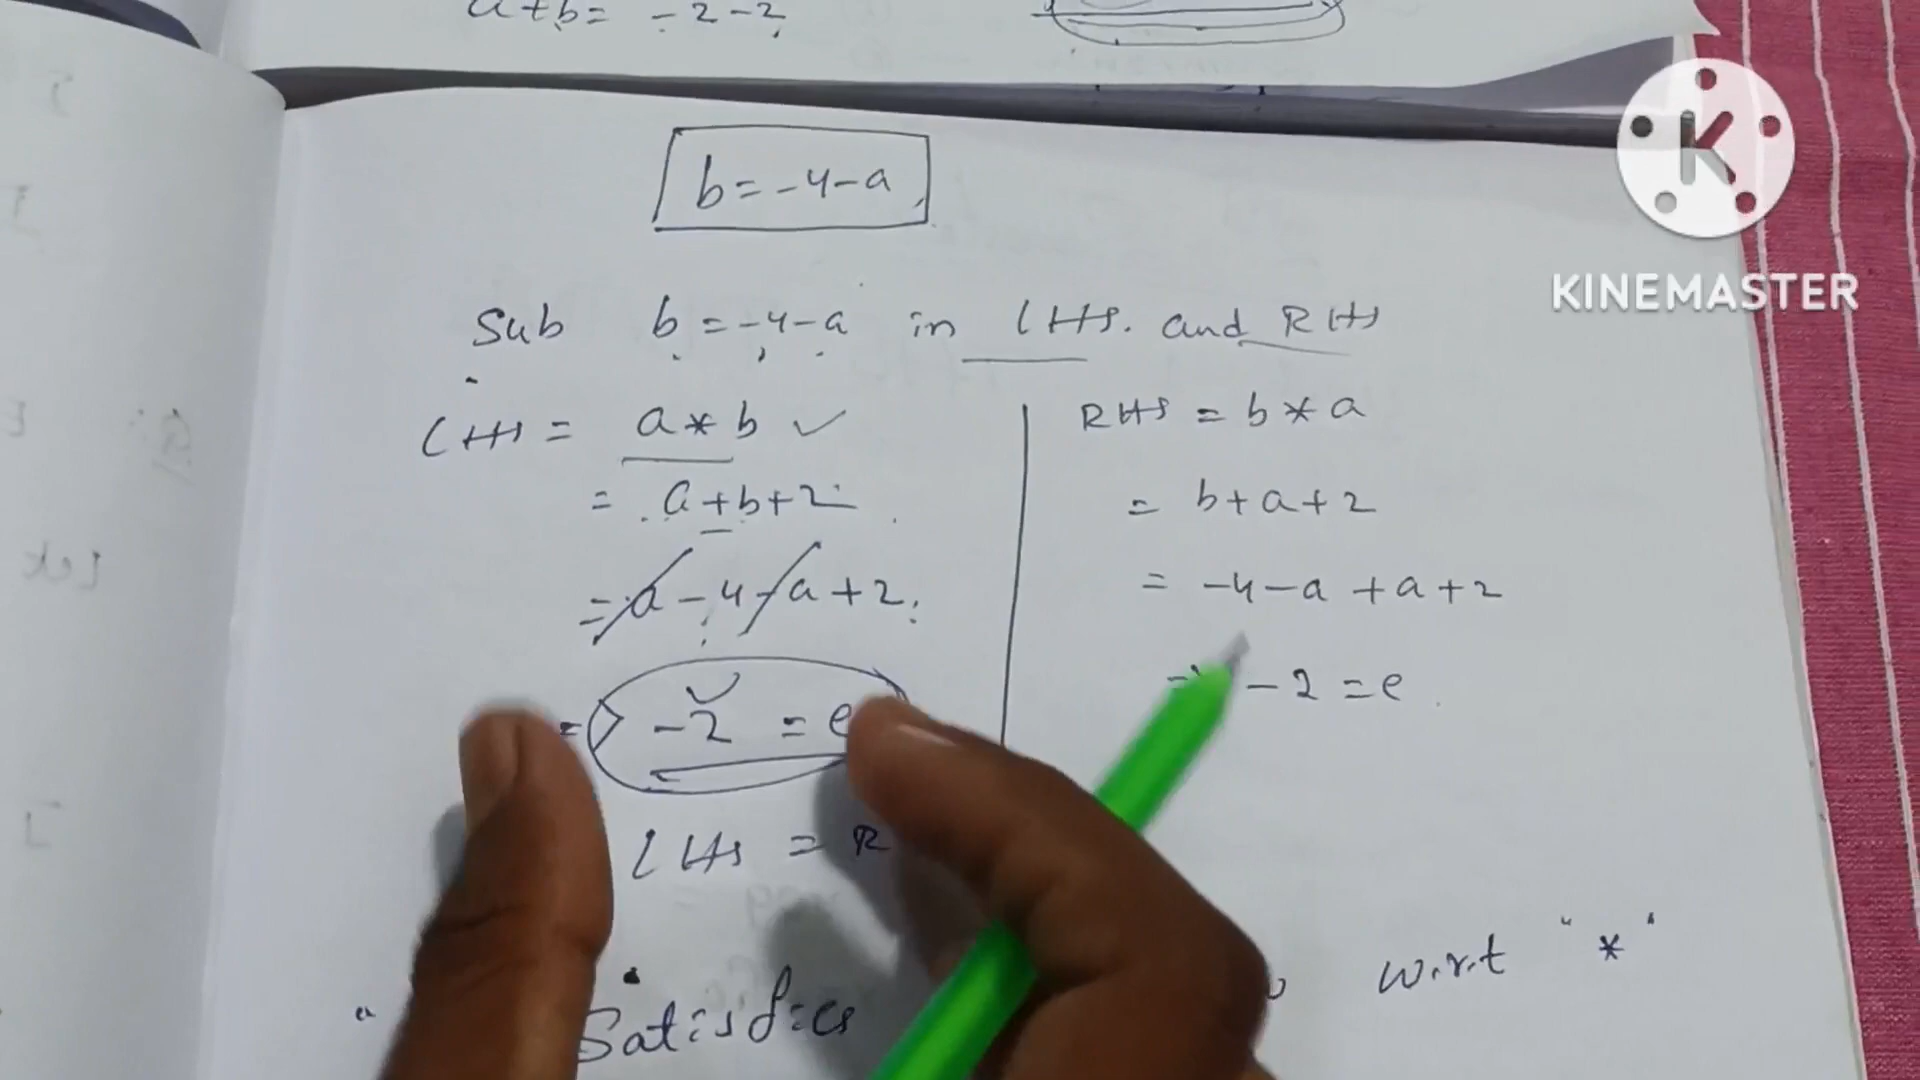 a+b= -2-2
b=-4-a
Sub b=-4-a in LHS. and RHS
LHS = a*b ✓
= a+b+2
= a-4-a+2
= -2 = e
LHS = R
RHS = b*a
= b+a+2
= -4-a+a+2
-2 = e.
Satisfies
w.r.t "*"
K
KINEMASTER